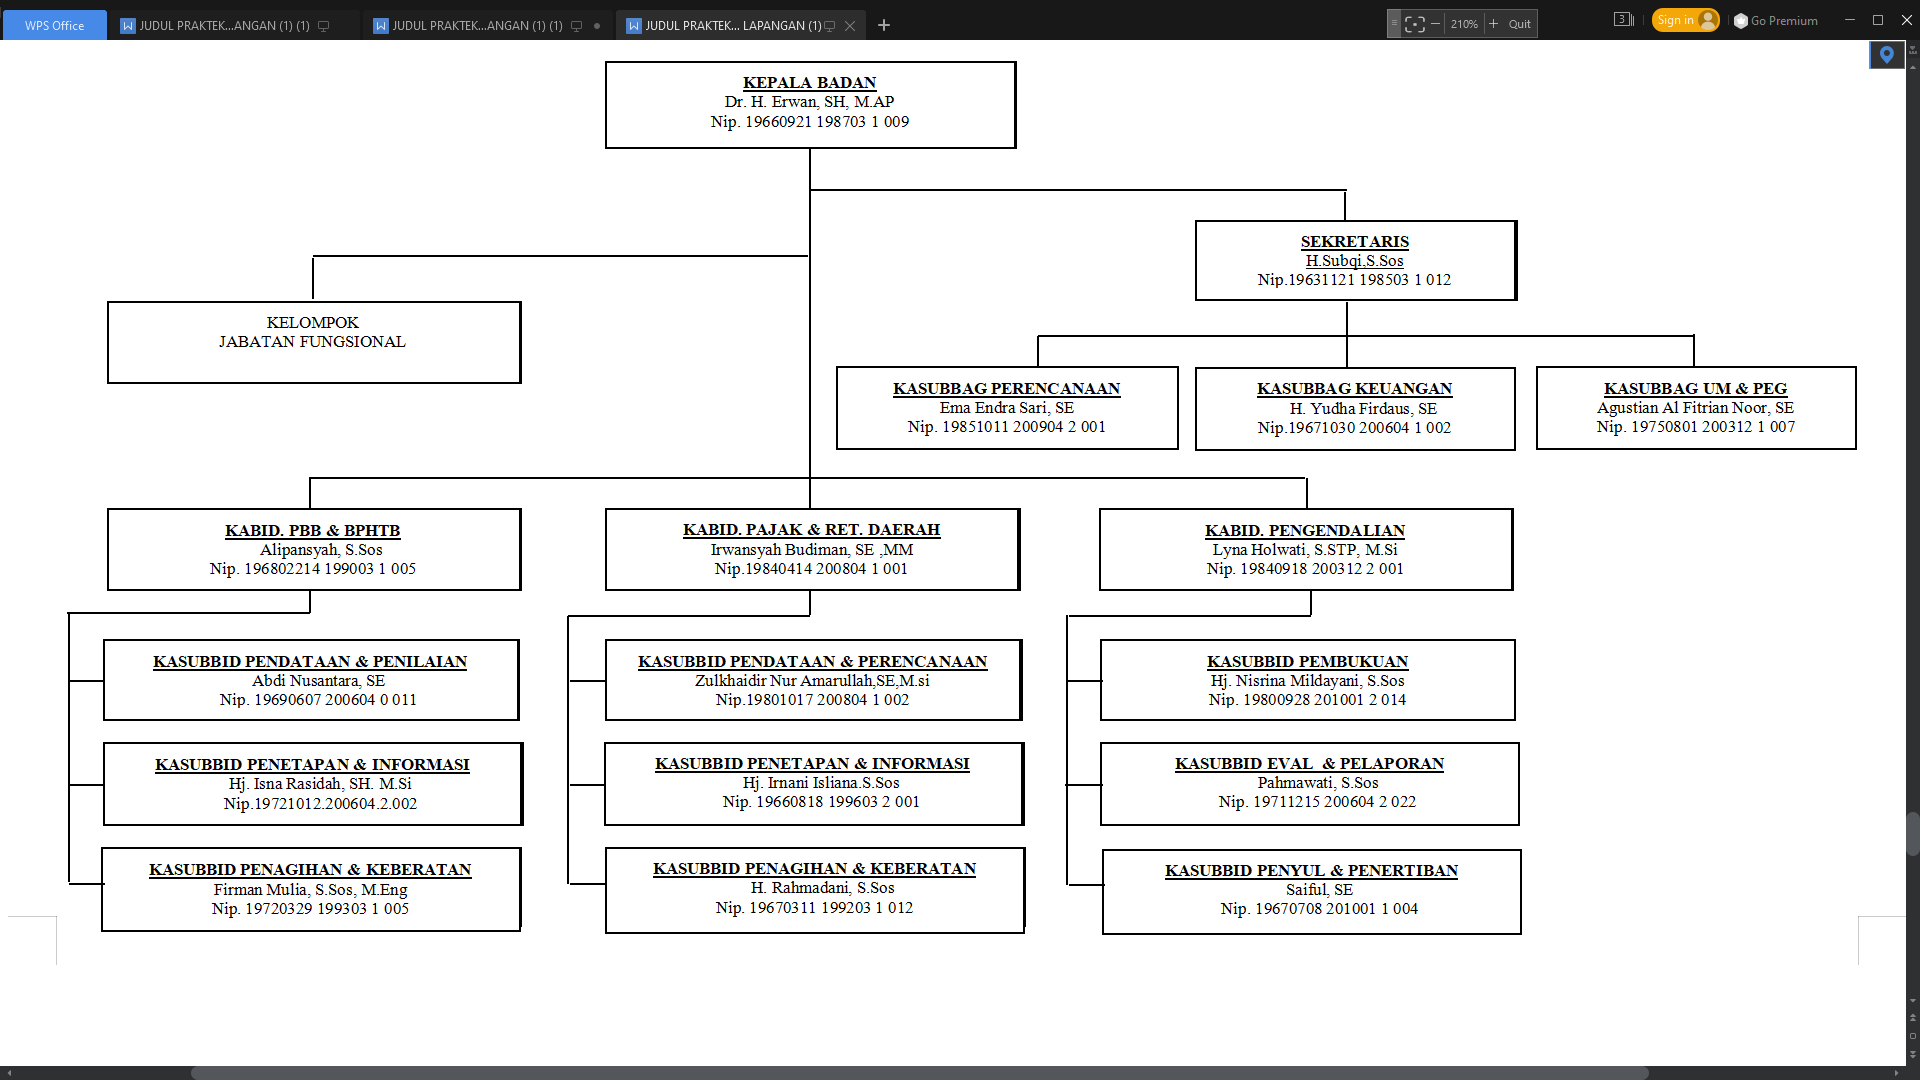 WPS Office
JUDUL PRAKTEK...ANGAN (1) (1)
JUDUL PRAKTEK...ANGAN (1) (1)
JUDUL PRAKTEK... LAPANGAN (1)
210%
Quit
3
Sign in
Go Premium
KEPALA BADAN
Dr. H. Erwan, SH, M.AP
Nip. 19660921 198703 1 009
SEKRETARIS
H.Subqi,S.Sos
Nip.19631121 198503 1 012
KELOMPOK
JABATAN FUNGSIONAL
KASUBBAG PERENCANAAN
Ema Endra Sari, SE
Nip. 19851011 200904 2 001
KASUBBAG KEUANGAN
H. Yudha Firdaus, SE
Nip.19671030 200604 1 002
KASUBBAG UM & PEG
Agustian Al Fitrian Noor, SE
Nip. 19750801 200312 1 007
KABID. PBB & BPHTB
Alipansyah, S.Sos
Nip. 196802214 199003 1 005
KABID. PAJAK & RET. DAERAH
Irwansyah Budiman, SE ,MM
Nip.19840414 200804 1 001
KABID. PENGENDALIAN
Lyna Holwati, S.STP, M.Si
Nip. 19840918 200312 2 001
KASUBBID PENDATAAN & PENILAIAN
Abdi Nusantara, SE
Nip. 19690607 200604 0 011
KASUBBID PENDATAAN & PERENCANAAN
Zulkhaidir Nur Amarullah,SE,M.si
Nip.19801017 200804 1 002
KASUBBID PEMBUKUAN
Hj. Nisrina Mildayani, S.Sos
Nip. 19800928 201001 2 014
KASUBBID PENETAPAN & INFORMASI
Hj. Isna Rasidah, SH. M.Si
Nip.19721012.200604.2.002
KASUBBID PENETAPAN & INFORMASI
Hj. Irnani Isliana.S.Sos
Nip. 19660818 199603 2 001
KASUBBID EVAL  & PELAPORAN
Pahmawati, S.Sos
Nip. 19711215 200604 2 022
KASUBBID PENAGIHAN & KEBERATAN
Firman Mulia, S.Sos, M.Eng
Nip. 19720329 199303 1 005
KASUBBID PENAGIHAN & KEBERATAN
H. Rahmadani, S.Sos
Nip. 19670311 199203 1 012
KASUBBID PENYUL & PENERTIBAN
Saiful, SE
Nip. 19670708 201001 1 004